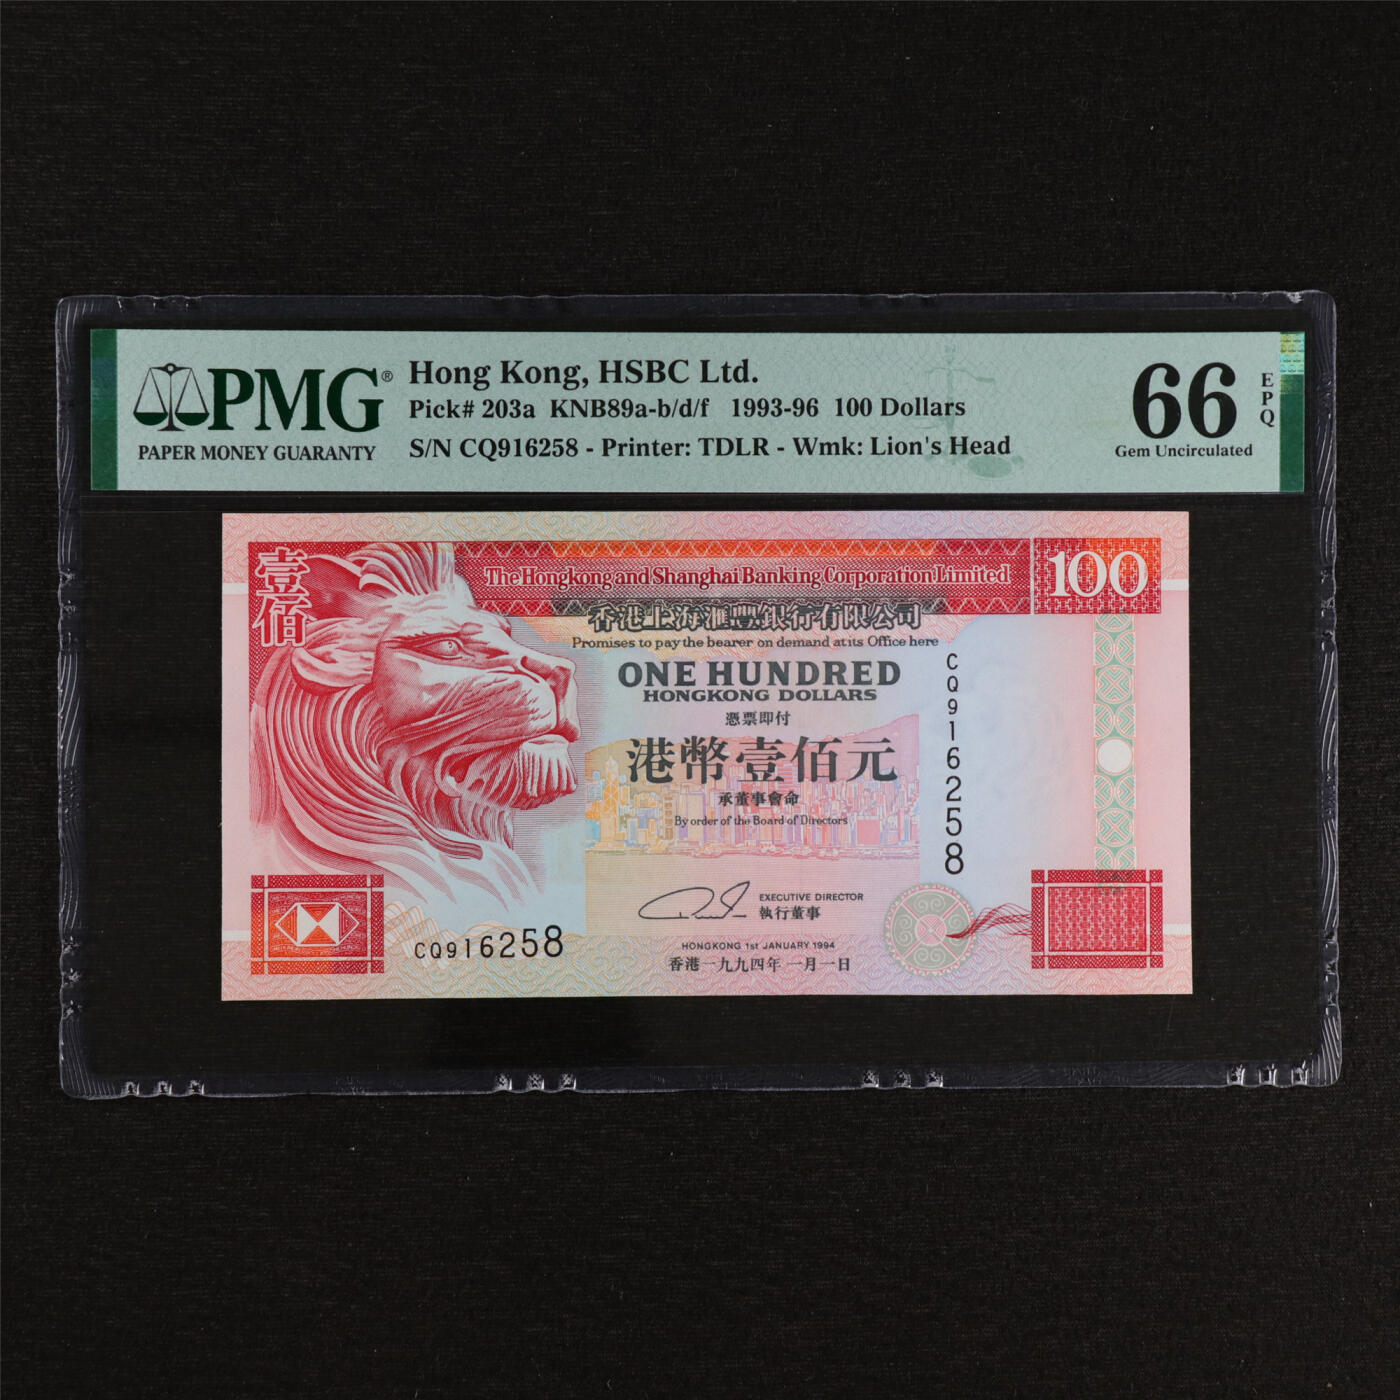 PMG®
PAPER MONEY GUARANTY
Hong Kong, HSBC Ltd.
Pick# 203a KNB89a-b/d/f 1993-96 100 Dollars
S/N CQ916258 - Printer: TDLR - Wmk: Lion's Head
66
EPQ
Gem Uncirculated
壹佰
The Hongkong and Shanghai Banking Corporation Limited
100
香港上海滙豐銀行有限公司
Promises to pay the bearer on demand at its Office here
ONE HUNDRED
HONGKONG DOLLARS
憑票即付
港幣壹佰元
承董事會命
By order of the Board of Directors
CQ916258
EXECUTIVE DIRECTOR
執行董事
CQ916258
HONGKONG 1st JANUARY 1994
香港一九九四年一月一日